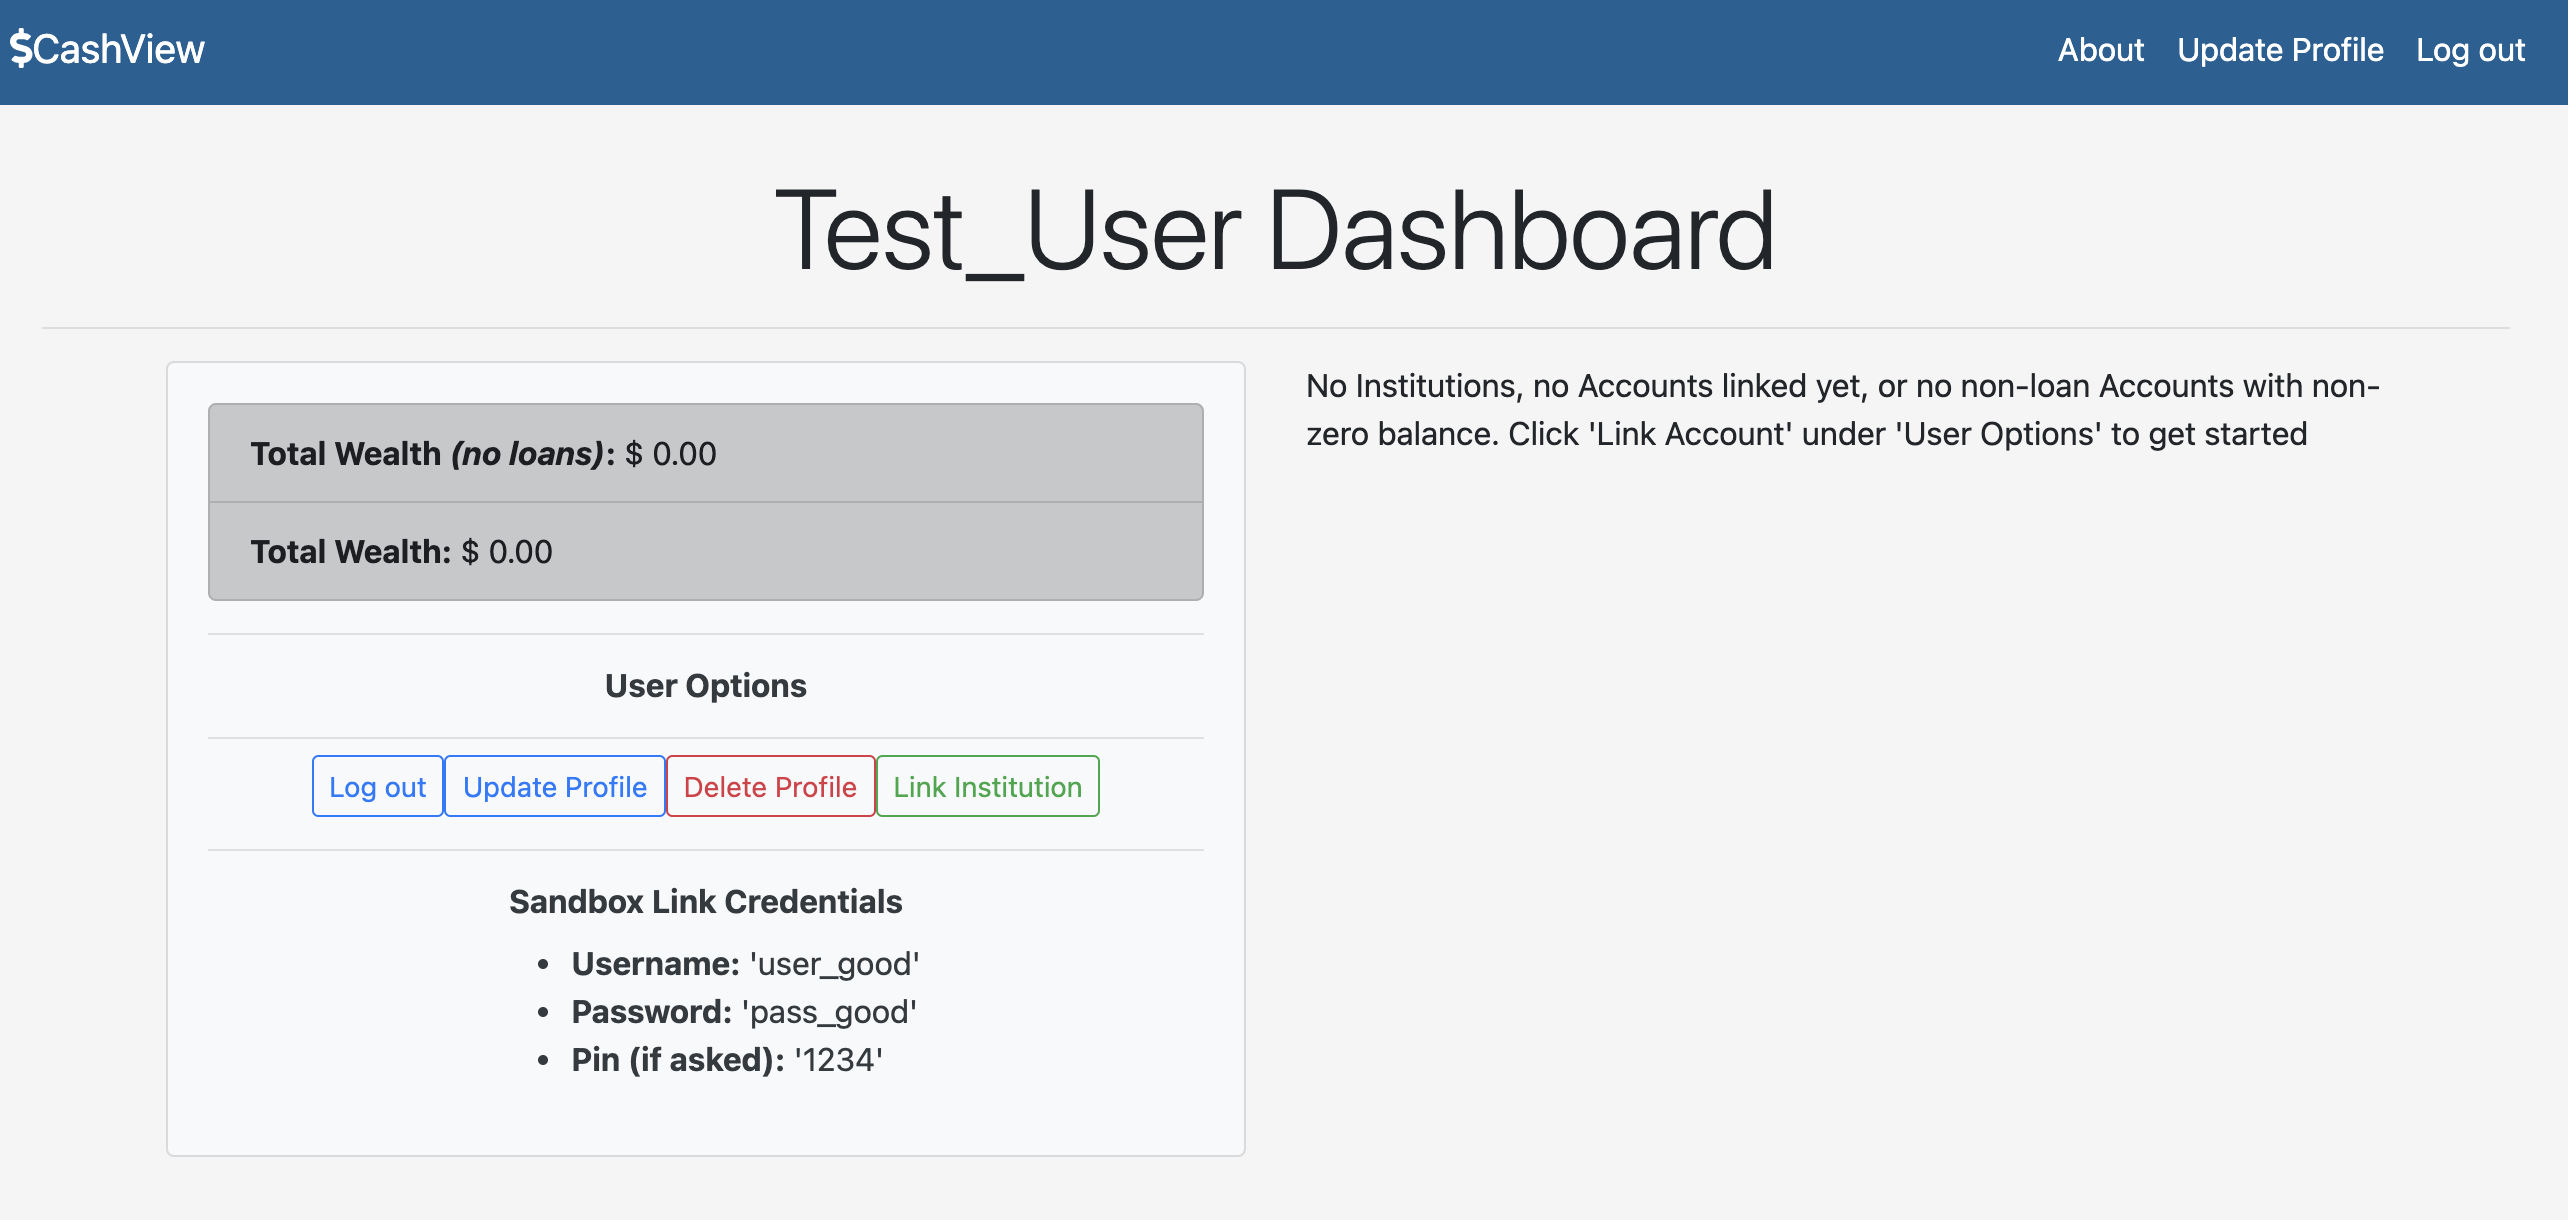 $CashView
About Update Profile Log out
Test_User Dashboard
Total Wealth (no loans): $ 0.00
Total Wealth: $ 0.00
User Options
Log out Update Profile Delete Profile Link Institution
Sandbox Link Credentials
• Username: 'user_good'
• Password: 'pass_good'
• Pin (if asked): '1234'
No Institutions, no Accounts linked yet, or no non-loan Accounts with non-
zero balance. Click 'Link Account' under 'User Options' to get started